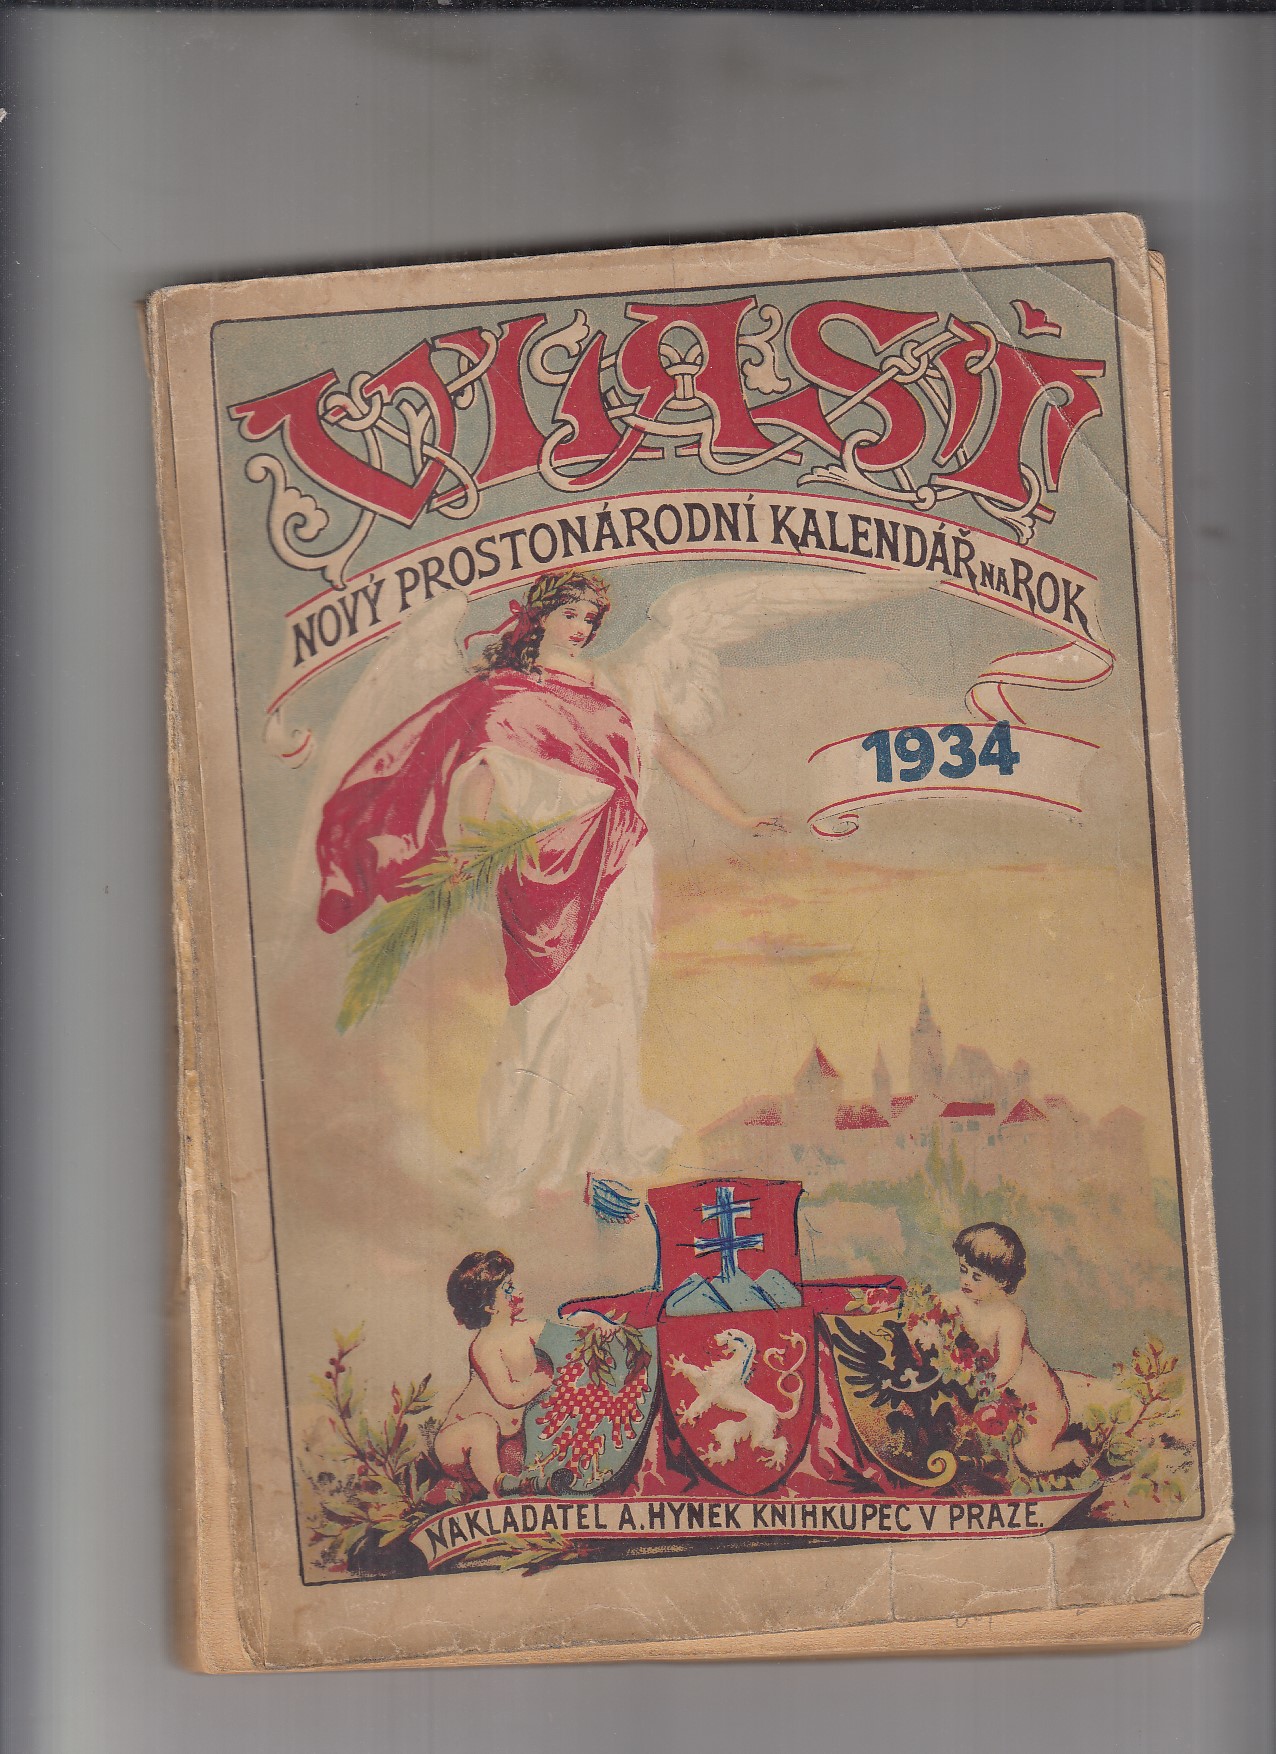 VLASŤ
NOVÝ PROSTONÁRODNÍ KALENDÁŘ NA ROK
1934
NAKLADATEL A. HYNEK KNIHKUPEC V PRAZE.